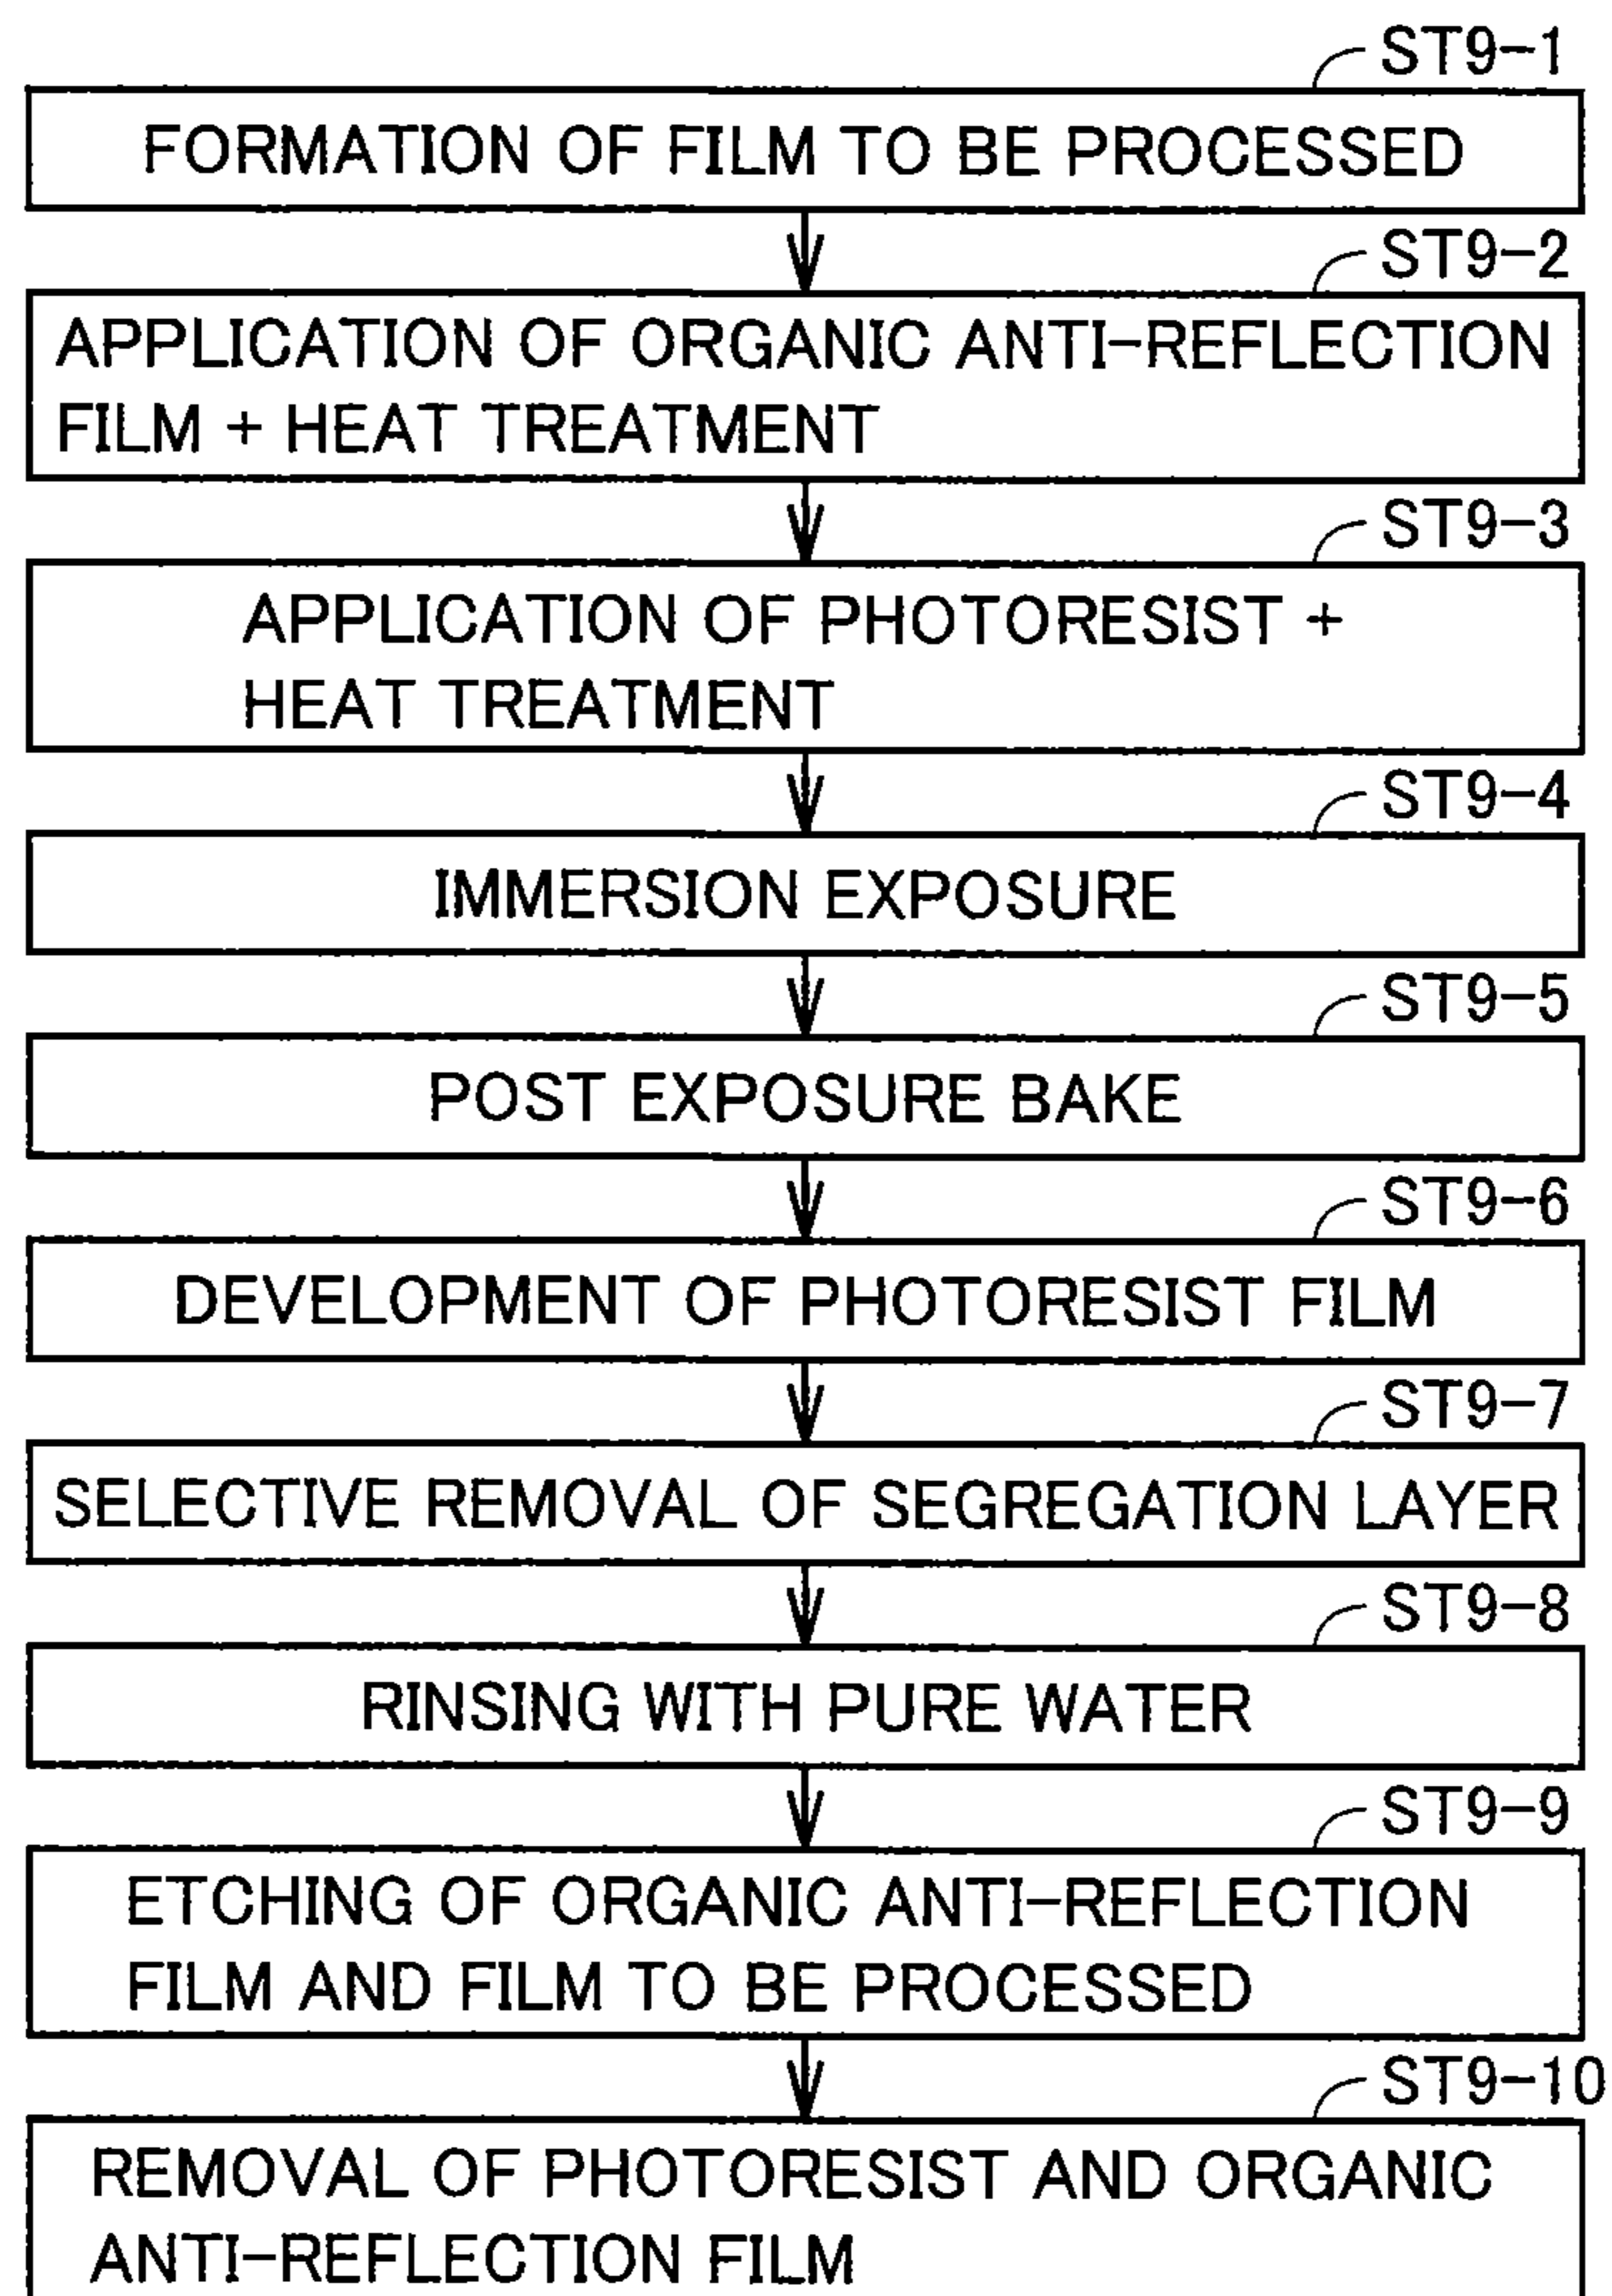 ST9-1
FORMATION OF FILM TO BE PROCESSED
ST9-2
APPLICATION OF ORGANIC ANTI-REFLECTION
FILM + HEAT TREATMENT
ST9-3
APPLICATION OF PHOTORESIST +
HEAT TREATMENT
ST9-4
IMMERSION EXPOSURE
ST9-5
POST EXPOSURE BAKE
ST9-6
DEVELOPMENT OF PHOTORESIST FILM
ST9-7
SELECTIVE REMOVAL OF SEGREGATION LAYER
ST9-8
RINSING WITH PURE WATER
ST9-9
ETCHING OF ORGANIC ANTI-REFLECTION
FILM AND FILM TO BE PROCESSED
ST9-10
REMOVAL OF PHOTORESIST AND ORGANIC
ANTI-REFLECTION FILM